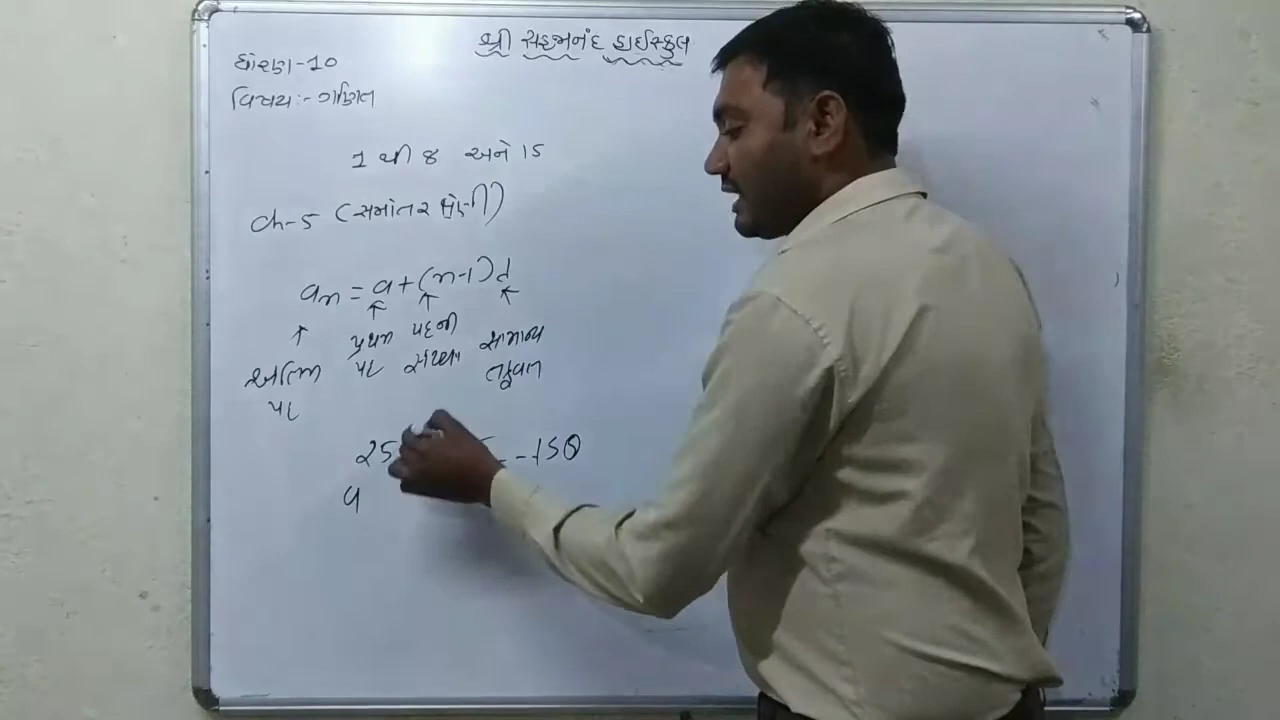 શ્રી સહજાનંદ હાઈસ્કૂલ
ધોરણ-10
વિષય:- ગણિત
1 થી 8 અને 15
ch-5 (સમાંતર શ્રેણી)
an = a + (n-1) d
↑ ↑ ↑ ↑
પ્રથમ પદની સામાન્ય
અંતિમ પદ સંખ્યા તફાવત
પદ
25 - 150
a